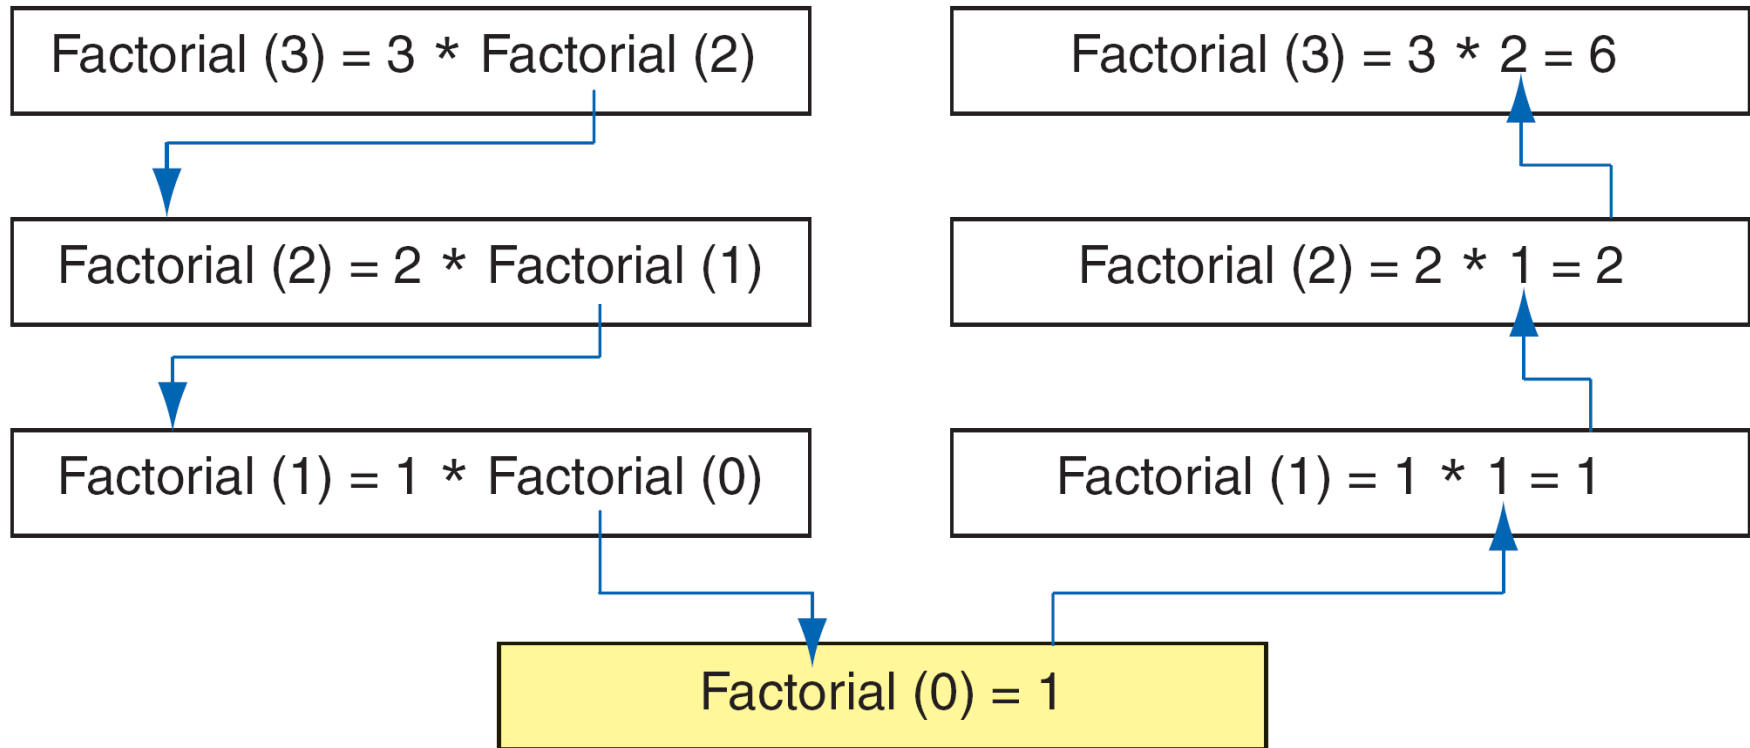 Factorial (3) = 3 * Factorial (2)
Factorial (2) = 2 * Factorial (1)
Factorial (1) = 1 * Factorial (0)
Factorial (0) = 1
Factorial (1) = 1 * 1 = 1
Factorial (2) = 2 * 1 = 2
Factorial (3) = 3 * 2 = 6